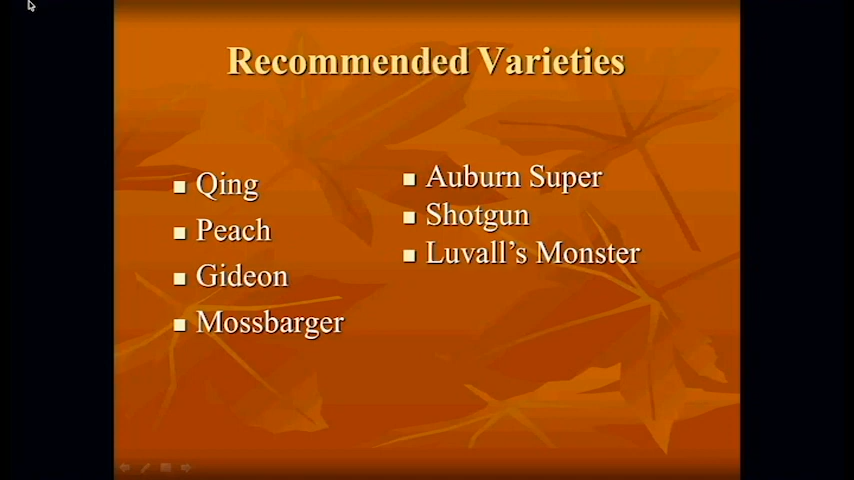 Recommended Varieties
Qing
Peach
Gideon
Mossbarger
Auburn Super
Shotgun
Luvall's Monster